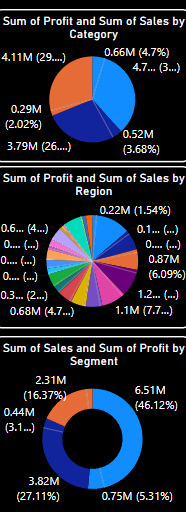 Sum of Profit and Sum of Sales by
Category
4.11M (29....
0.66M (4.7%)
4.7... (3...)
0.29M
(2.02%)
0.52M
(3.68%)
3.79M (26....
Sum of Profit and Sum of Sales by
Region
0.22M (1.54%)
0.6... (4...)
0.1... (...)
0.... (...)
0.... (...)
0.... (...)
0.87M
(6.09%)
0.... (...)
0.3... (2...)
1.2... (...)
0.68M (4.7...
1.1M (7.7...
Sum of Sales and Sum of Profit by
Segment
2.31M
(16.37%)
6.51M
(46.12%)
0.44M
(3.1...)
3.82M
(27.11%)
0.75M (5.31%)